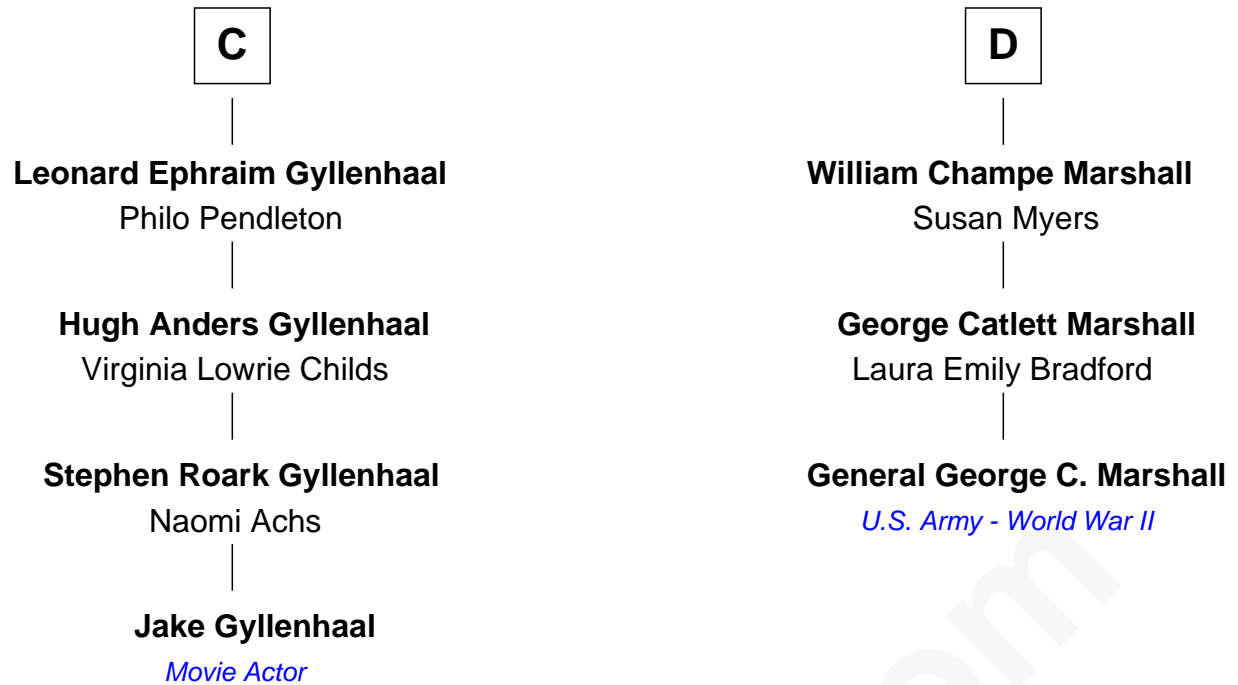 C
Leonard Ephraim Gyllenhaal
Philo Pendleton
Hugh Anders Gyllenhaal
Virginia Lowrie Childs
Stephen Roark Gyllenhaal
Naomi Achs
Jake Gyllenhaal
Movie Actor
D
William Champe Marshall
Susan Myers
George Catlett Marshall
Laura Emily Bradford
General George C. Marshall
U.S. Army - World War II
om